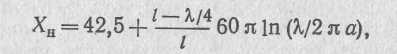 Xн = 42,5 + (l − λ/4)/l 60 π ln (λ/2 π a),